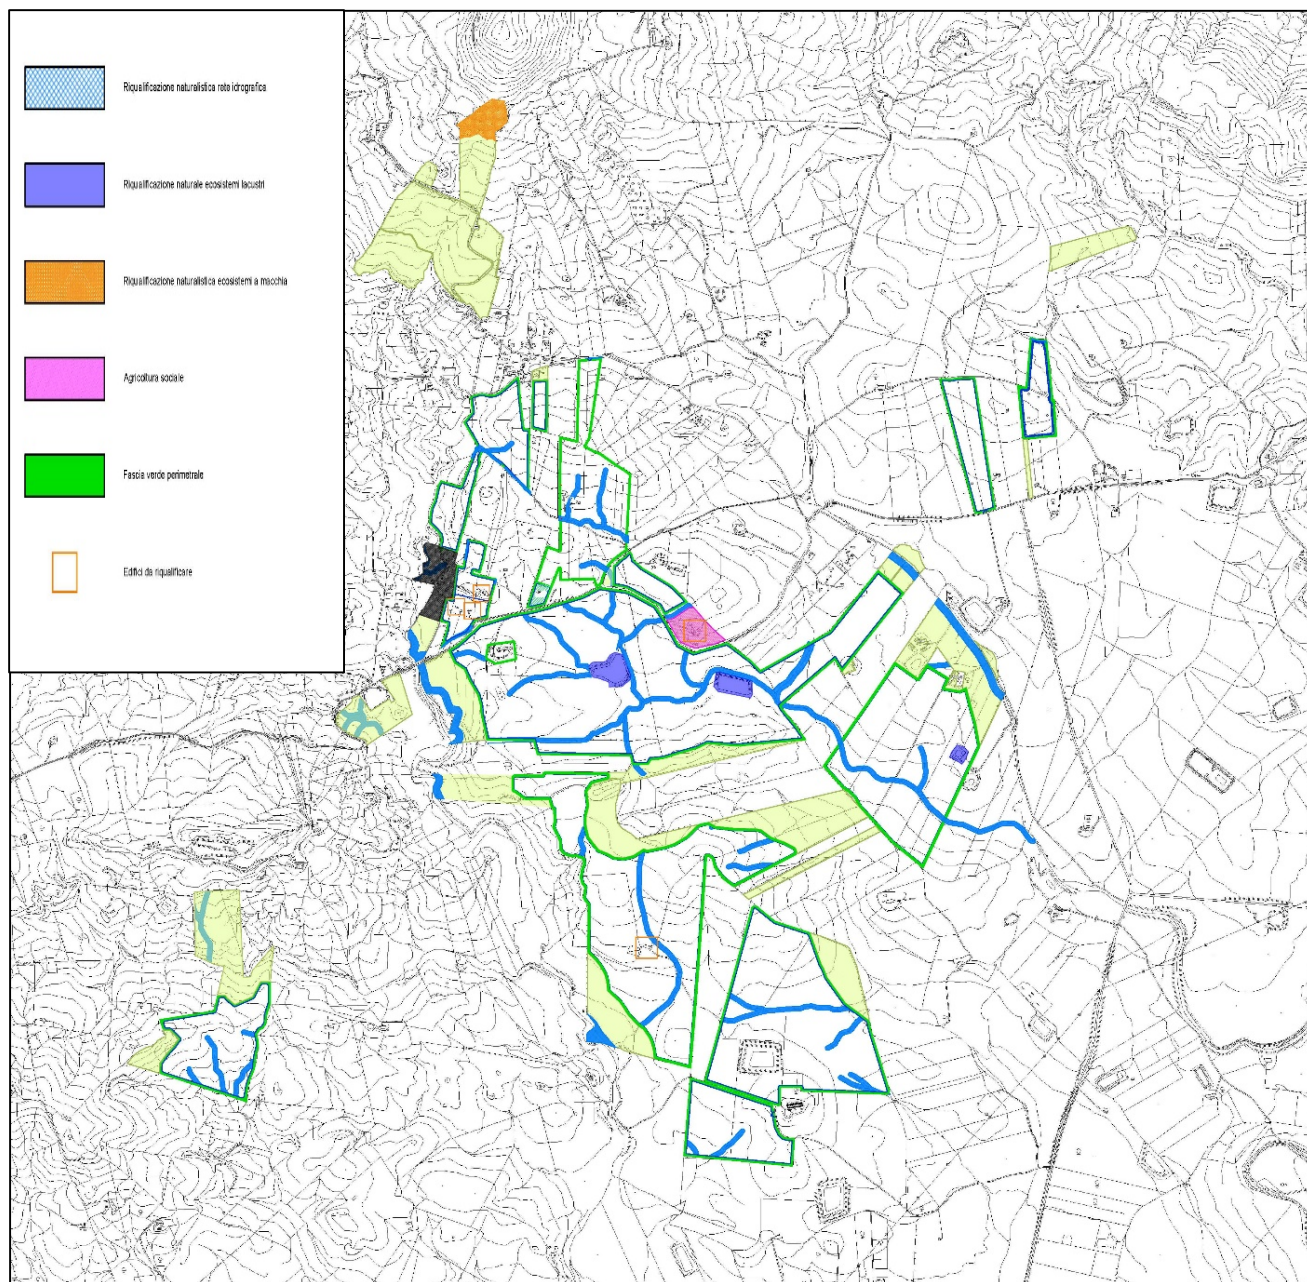 Riqualificazione naturalistica rete idrografica
Riqualificazione naturale ecosistemi lacustri
Riqualificazione naturalistica ecosistemi a macchia
Agricoltura sociale
Fascia verde perimetrale
Edifici da riqualificare